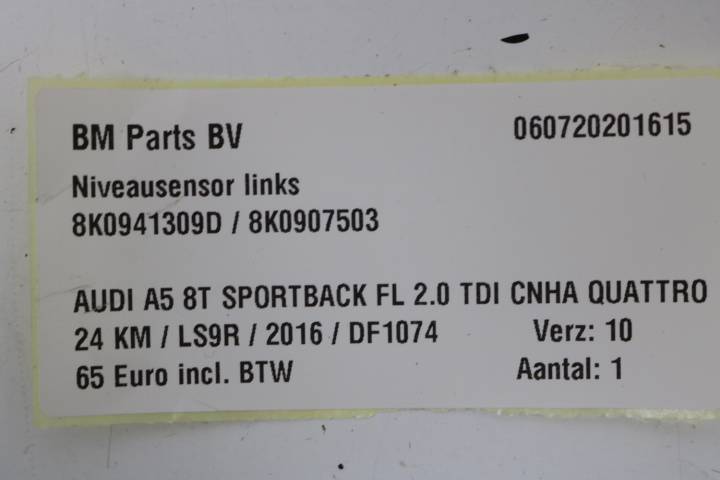 BM Parts BV 060720201615
Niveausensor links
8K0941309D / 8K0907503
AUDI A5 8T SPORTBACK FL 2.0 TDI CNHA QUATTRO
24 KM / LS9R / 2016 / DF1074 Verz: 10
65 Euro incl. BTW Aantal: 1